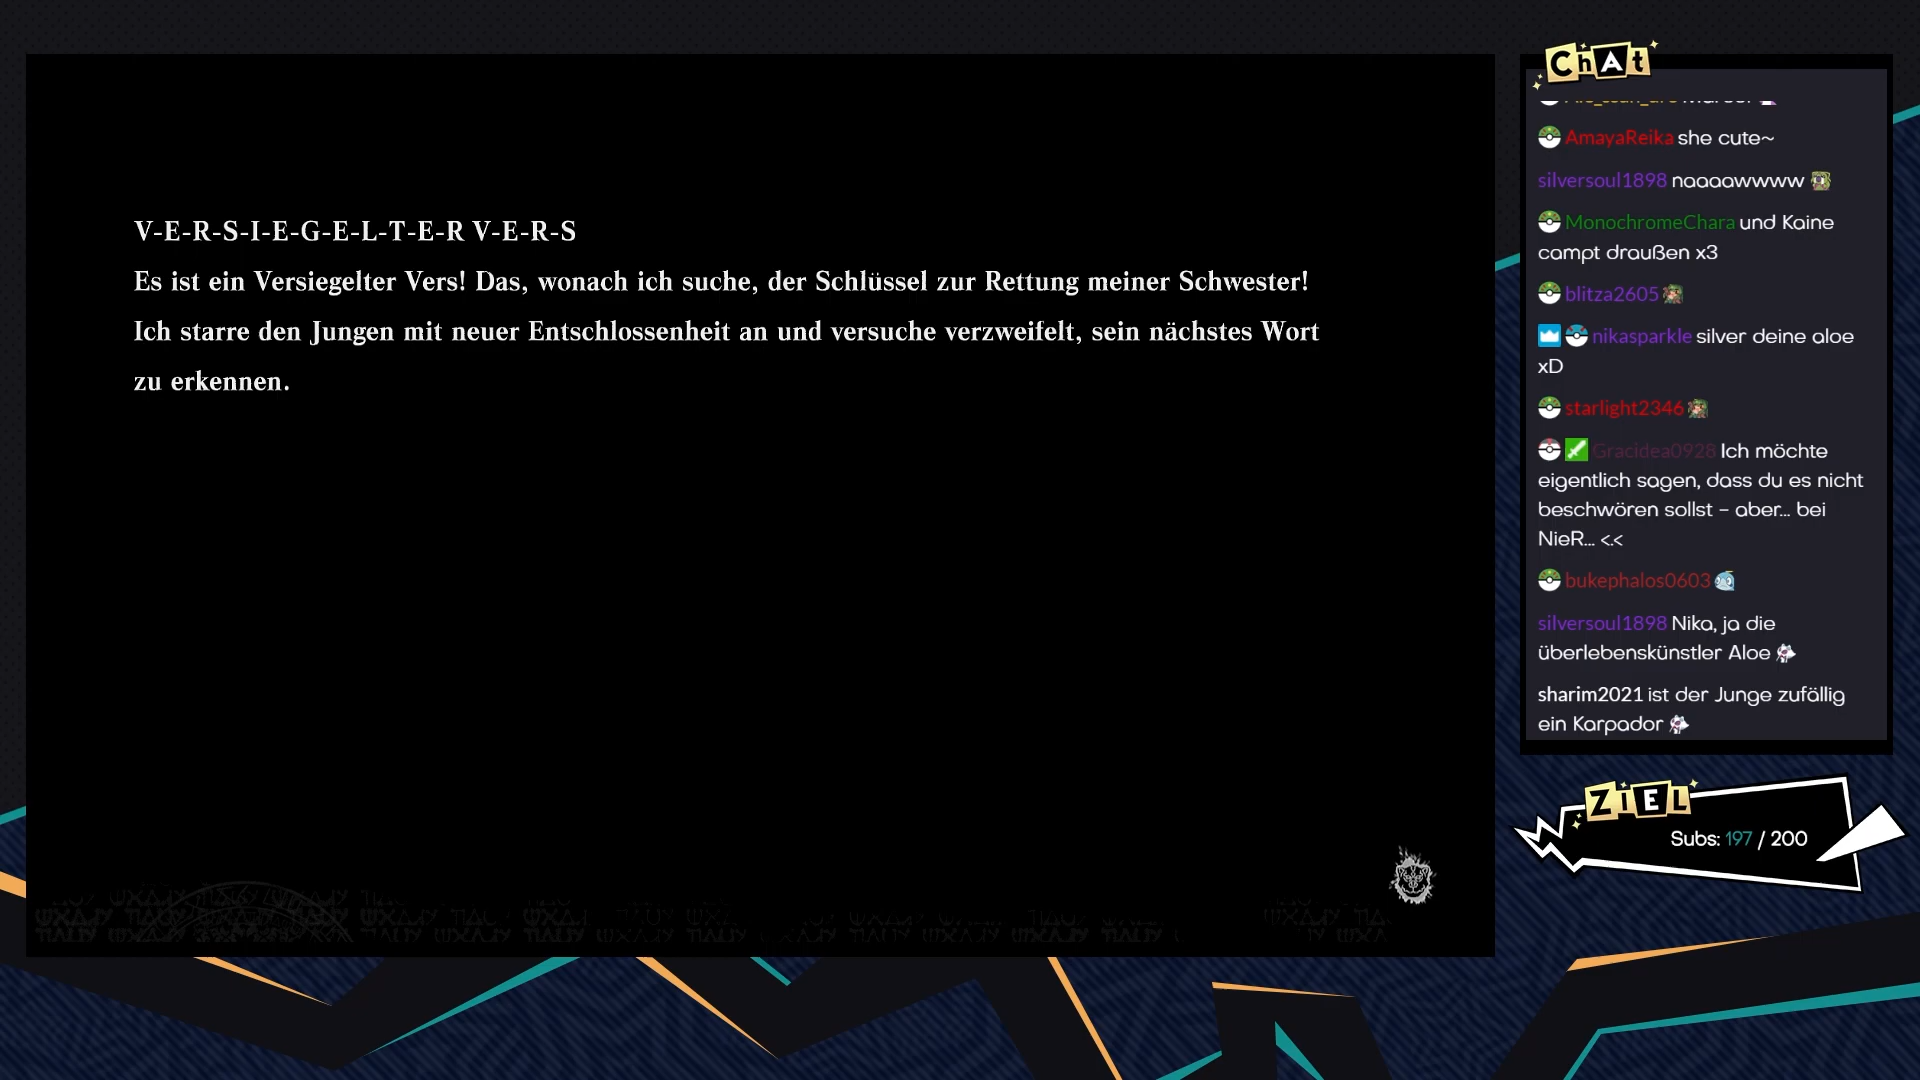 V-E-R-S-I-E-G-E-L-T-E-R V-E-R-S
Es ist ein Versiegelter Vers! Das, wonach ich suche, der Schlüssel zur Rettung meiner Schwester!
Ich starre den Jungen mit neuer Entschlossenheit an und versuche verzweifelt, sein nächstes Wort
zu erkennen.
ChAt
AmayaReika she cute~
silversoul1898 naaaawwww
MonochromeChara und Kaine
campt draußen x3
blitza2605
nikasparkle silver deine aloe
xD
starlight2346
Gracidea0928 Ich möchte
eigentlich sagen, dass du es nicht
beschwören sollst - aber... bei
NieR... <.<
bukephalos0603
silversoul1898 Nika, ja die
überlebenskünstler Aloe
sharim2021 ist der Junge zufällig
ein Karpador
ZiEL
Subs: 197 / 200